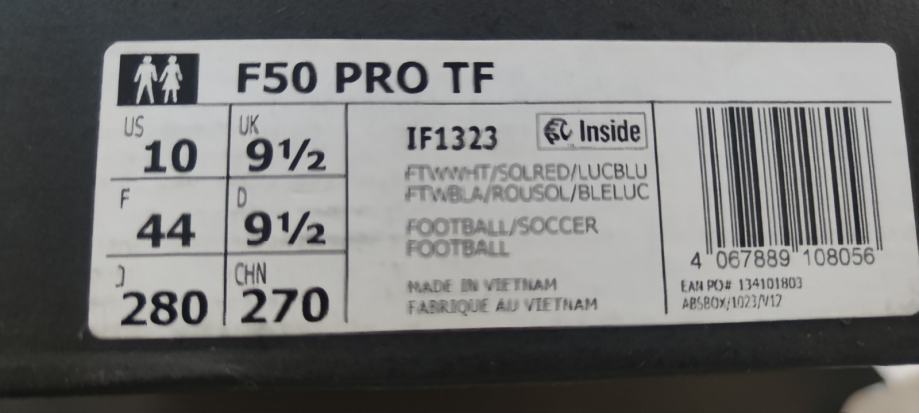 F50 PRO TF
US
10
UK
9½
F
44
D
9½
J
280
CHN
270
IF1323
Inside
FTWWHT/SOLRED/LUCBLU
FTWBLA/ROUSOL/BLELUC
FOOTBALL/SOCCER
FOOTBALL
MADE IN VIETNAM
FABRIQUE AU VIETNAM
4 067889 108056
EAN PO# 134101803
ABSBOX/1023/V12